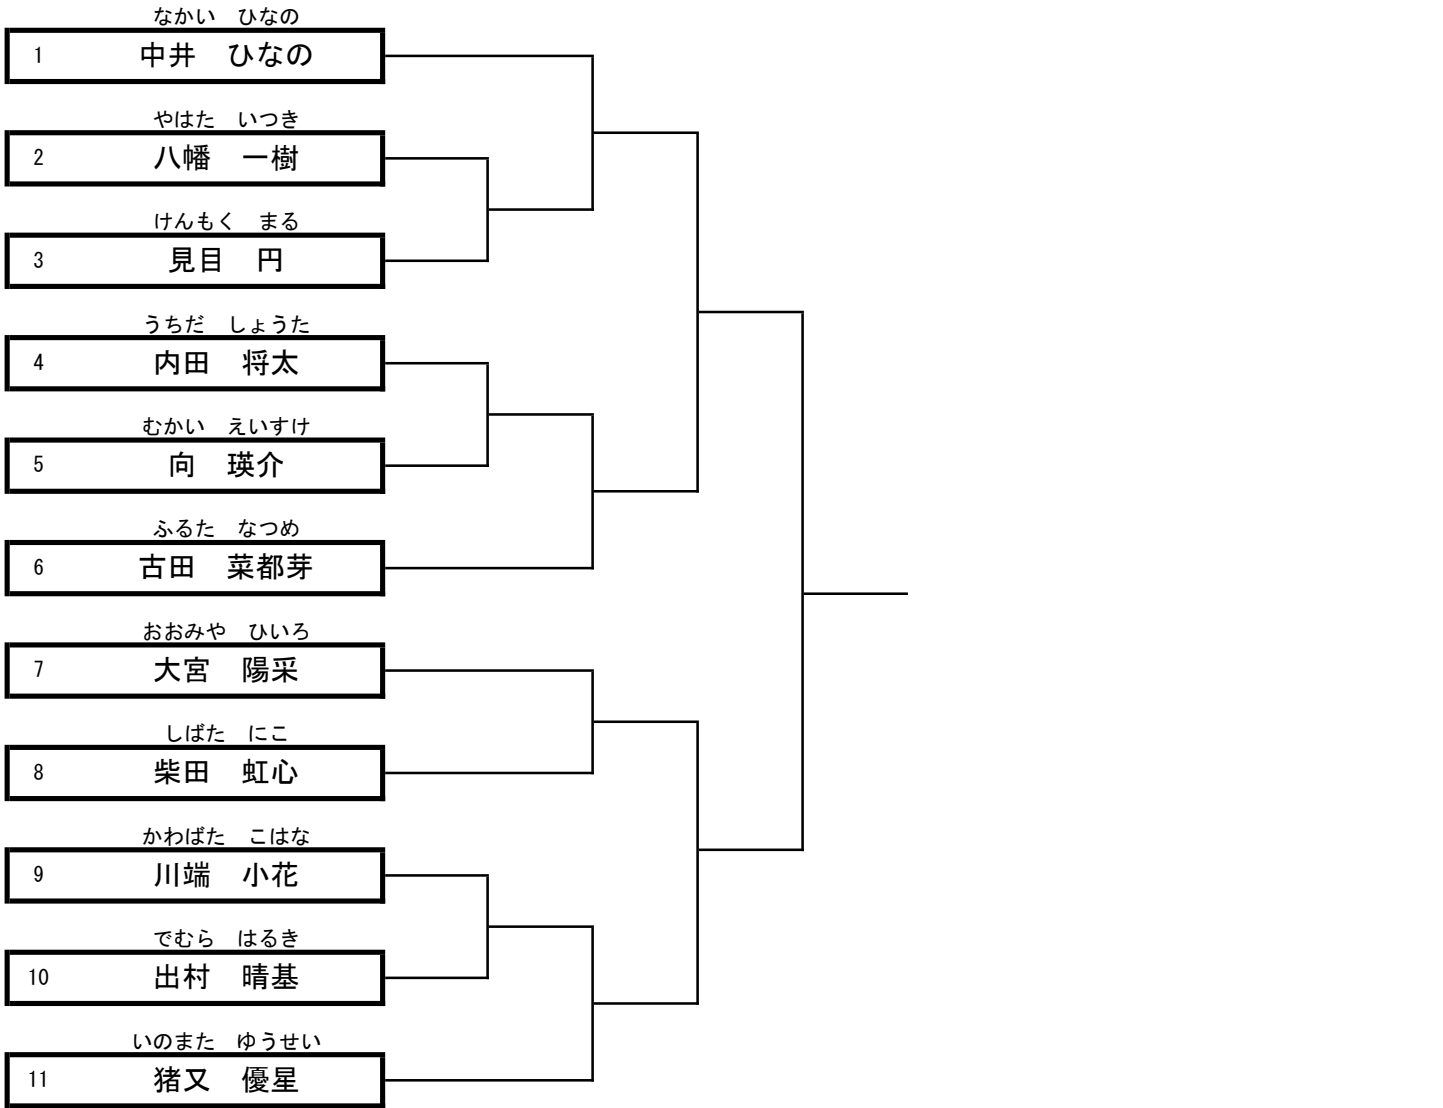 なかい　ひなの
1　中井　ひなの
やはた　いつき
2　八幡　一樹
けんもく　まる
3　見目　円
うちだ　しょうた
4　内田　将太
むかい　えいすけ
5　向　瑛介
ふるた　なつめ
6　古田　菜都芽
おおみや　ひいろ
7　大宮　陽采
しばた　にこ
8　柴田　虹心
かわばた　こはな
9　川端　小花
でむら　はるき
10　出村　晴基
いのまた　ゆうせい
11　猪又　優星